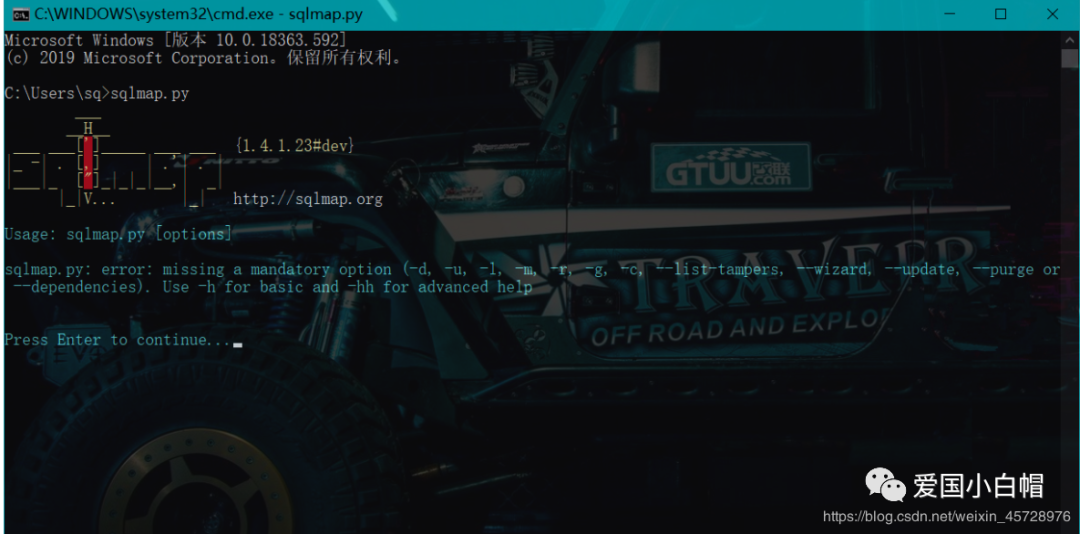 C:\WINDOWS\system32\cmd.exe - sqlmap.py
Microsoft Windows [版本 10.0.18363.592]
(c) 2019 Microsoft Corporation。保留所有权利。
C:\Users\sq>sqlmap.py
H
{1.4.1.23#dev}
V...
http://sqlmap.org
Usage: sqlmap.py [options]
sqlmap.py: error: missing a mandatory option (-d, -u, -l, -m, -r, -g, -c, --list-tampers, --wizard, --update, --purge or
--dependencies). Use -h for basic and -hh for advanced help
Press Enter to continue...
NITTO
GTUU
.com
TRAVELER
OFF ROAD AND EXPLOR
爱国小白帽
https://blog.csdn.net/weixin_45728976